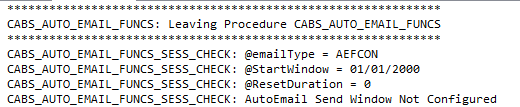 **************************************************************
CABS_AUTO_EMAIL_FUNCS: Leaving Procedure CABS_AUTO_EMAIL_FUNCS
**************************************************************
CABS_AUTO_EMAIL_FUNCS_SESS_CHECK: @emailType = AEFCON
CABS_AUTO_EMAIL_FUNCS_SESS_CHECK: @StartWindow = 01/01/2000
CABS_AUTO_EMAIL_FUNCS_SESS_CHECK: @ResetDuration = 0
CABS_AUTO_EMAIL_FUNCS_SESS_CHECK: AutoEmail Send Window Not Configured